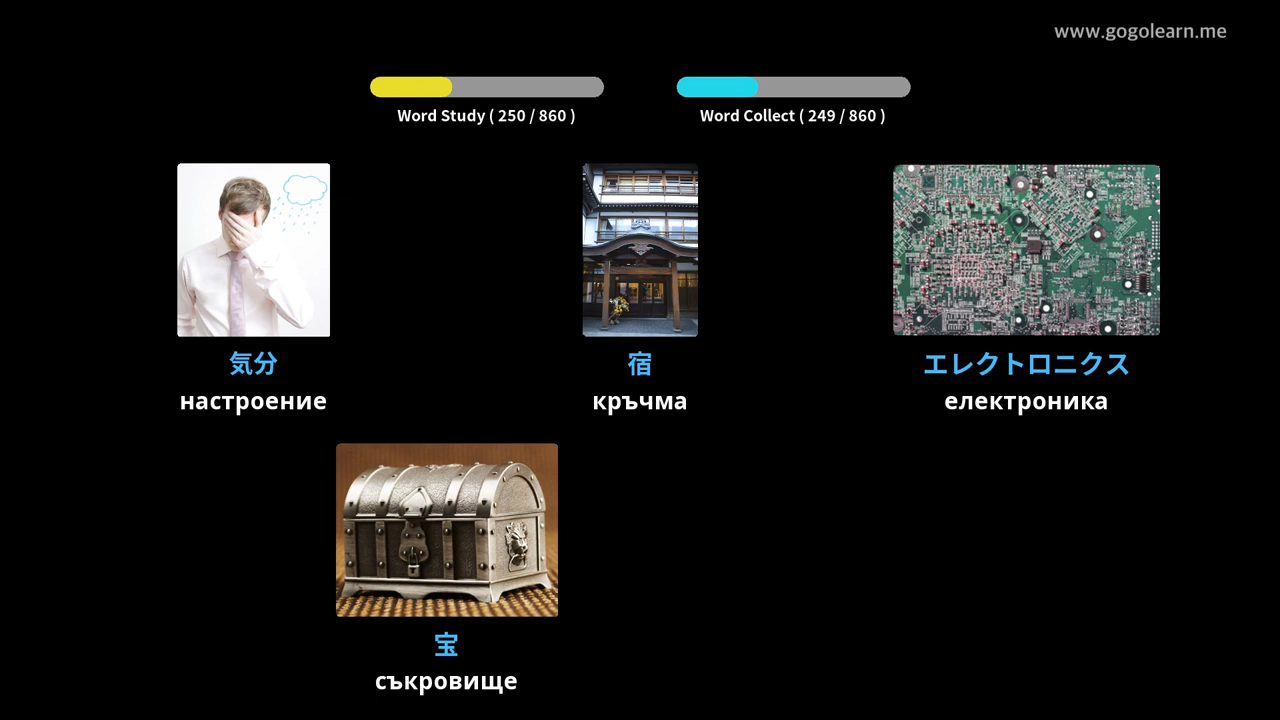 www.gogolearn.me
Word Study ( 250 / 860 )
Word Collect ( 249 / 860 )
気分
宿
エレクトロニクス
настроение
кръчма
електроника
宝
съкровище